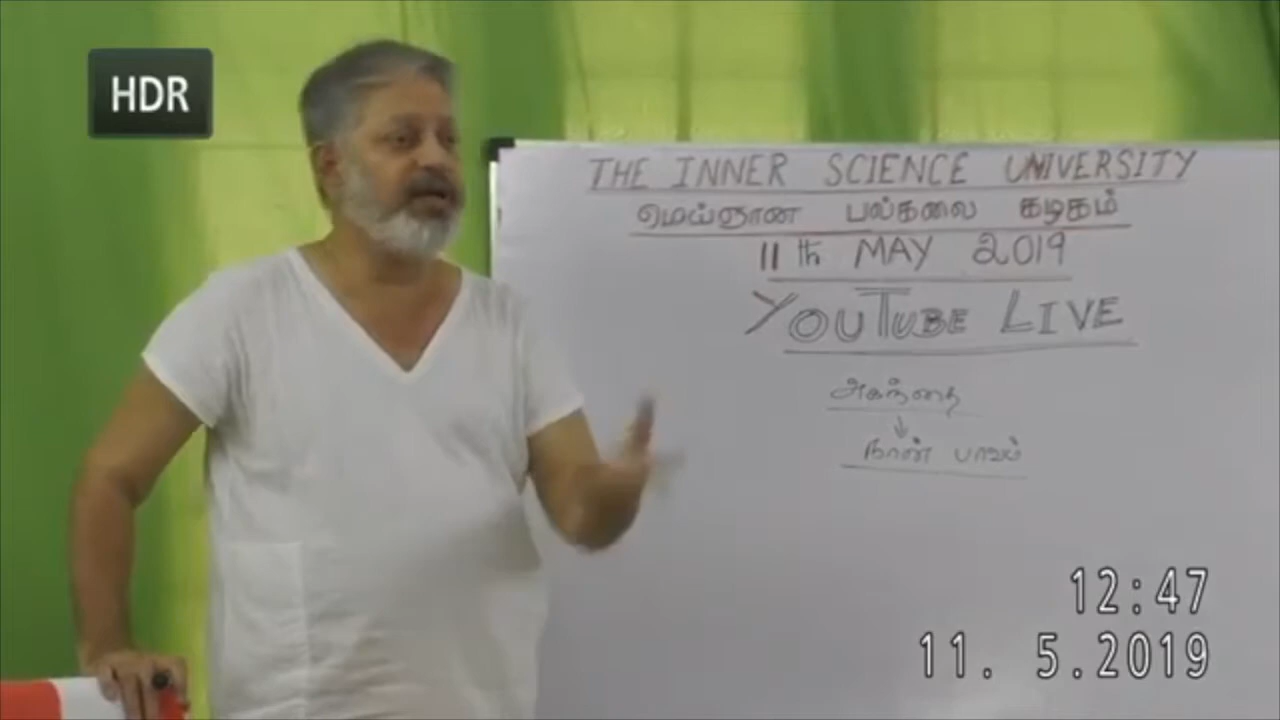 HDR
THE INNER SCIENCE UNIVERSITY
மெய்ஞான பல்கலை கழகம்
11th MAY 2019
YOUTUBE LIVE
அகந்தை
↓
நான் பாவம்
12:47
11. 5.2019